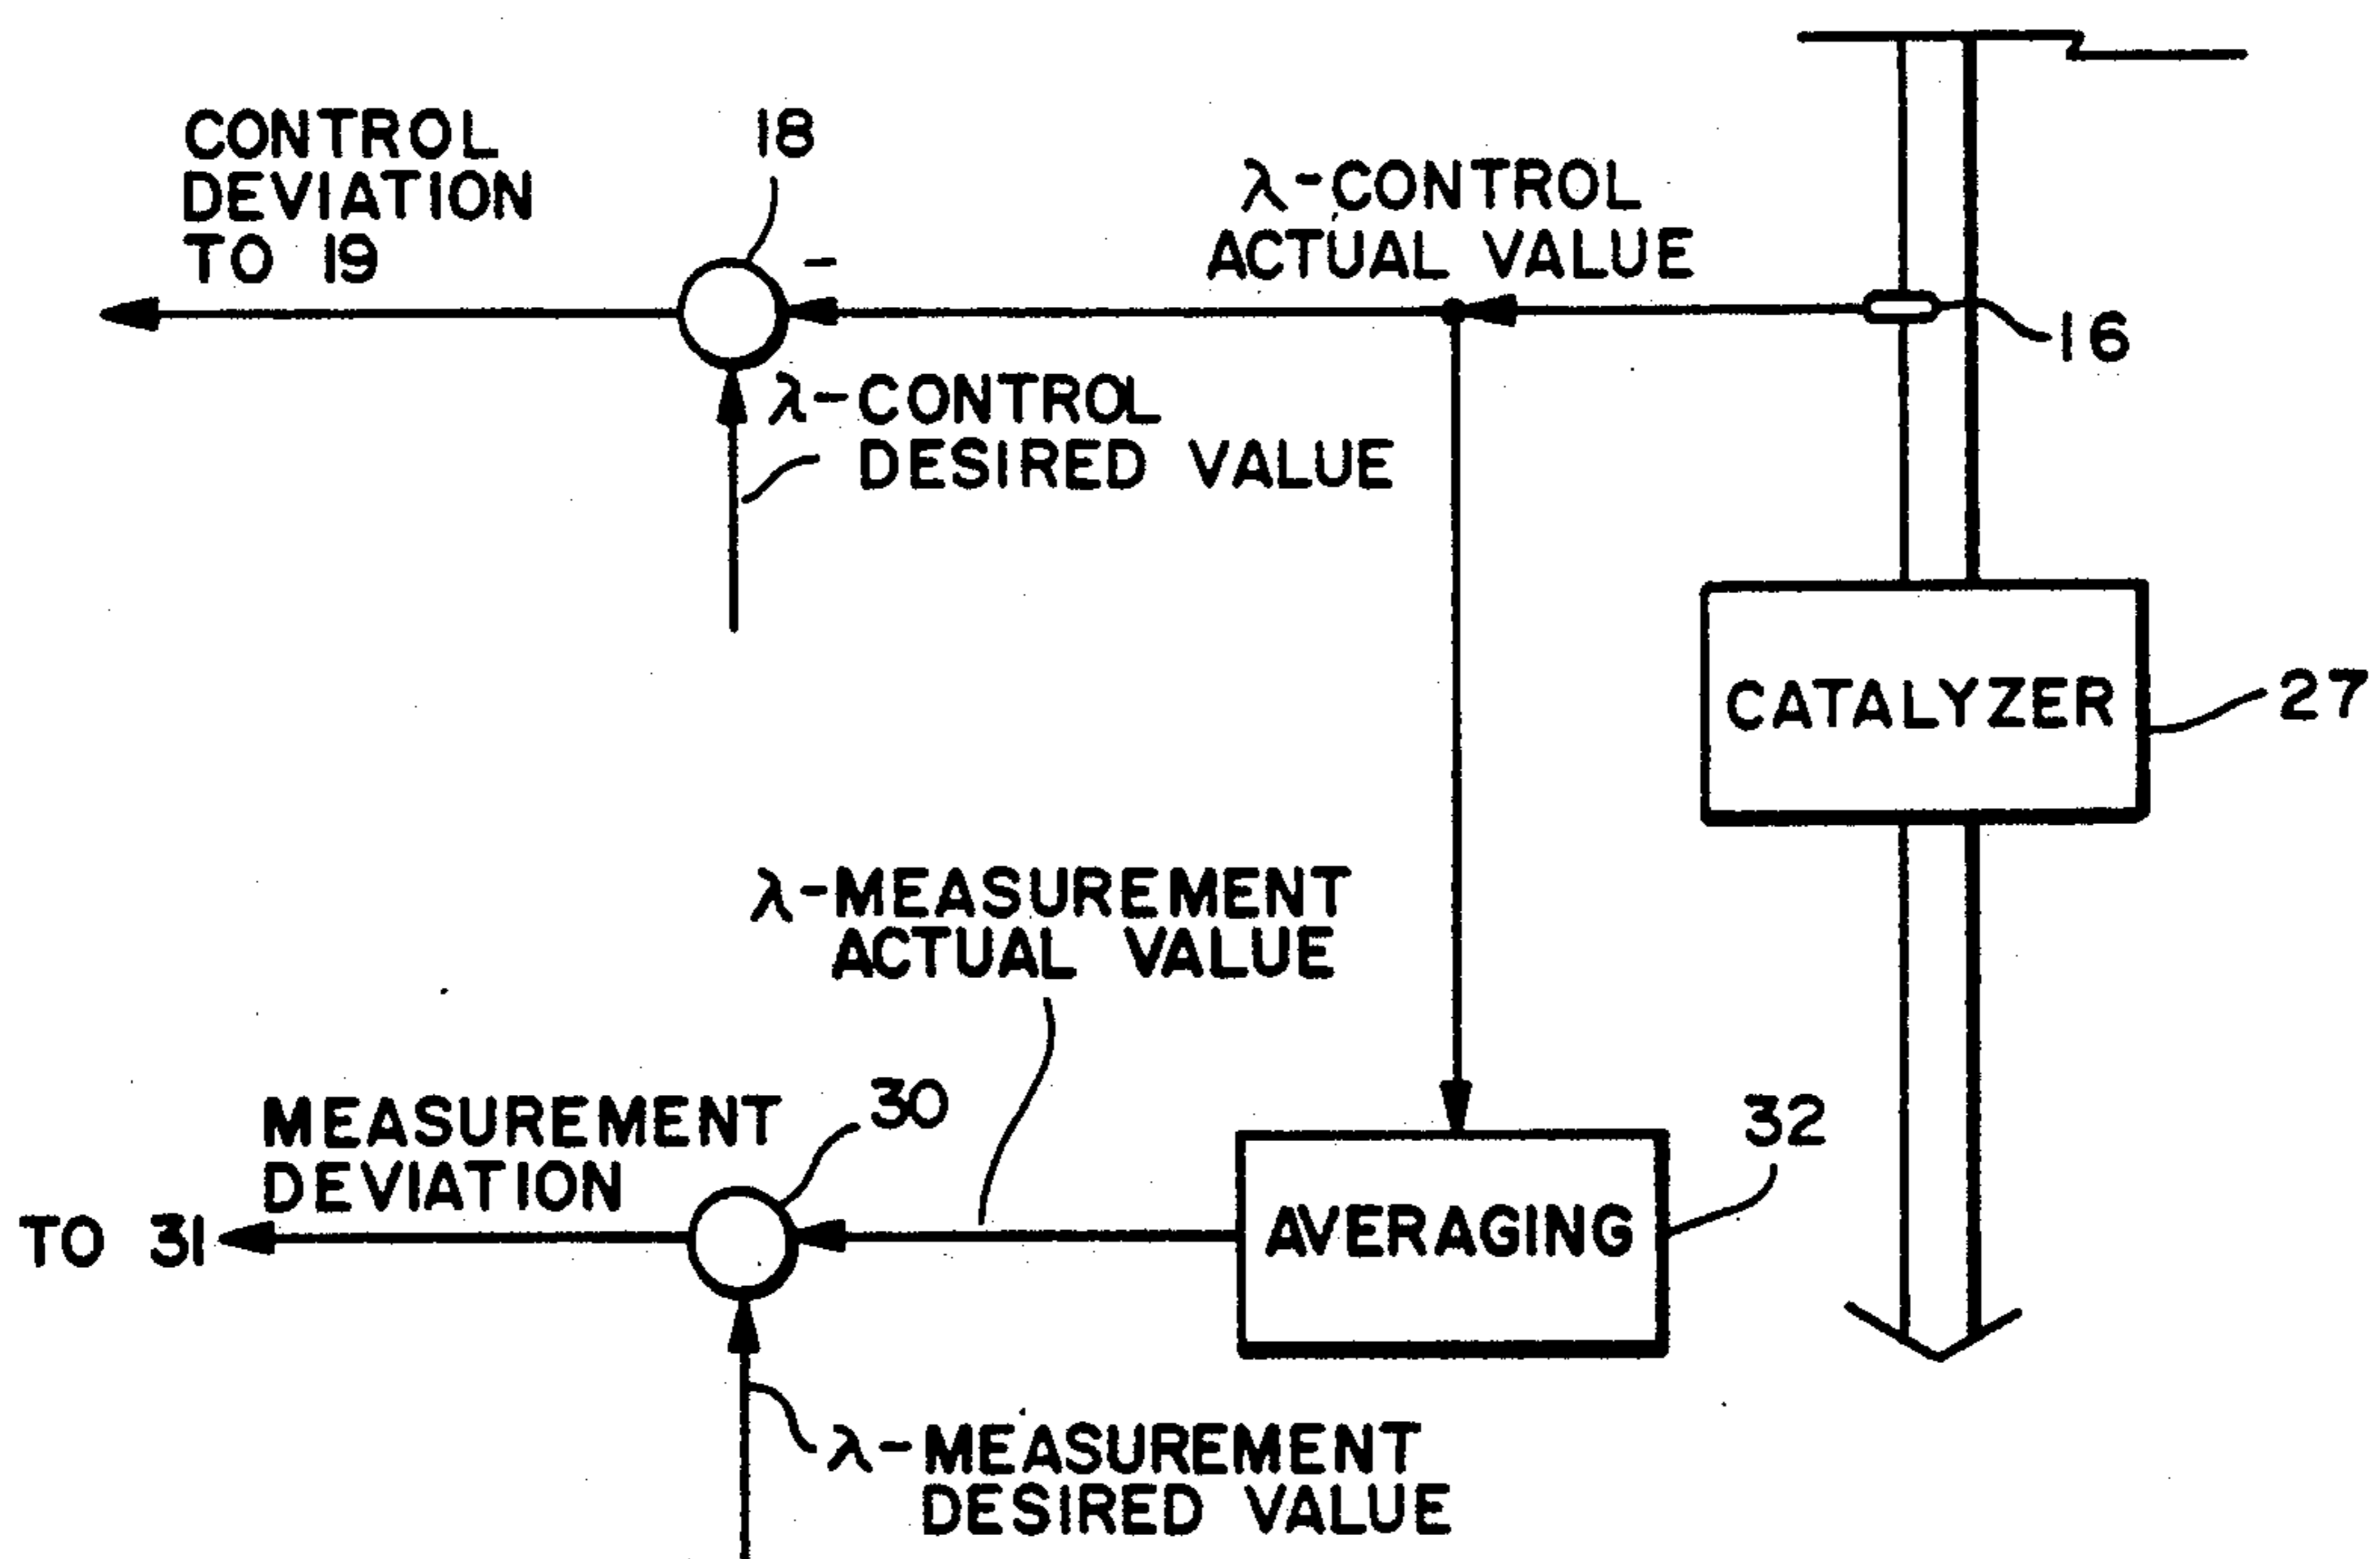 CONTROL
DEVIATION
TO 19
18
-
λ-CONTROL
ACTUAL VALUE
16
λ-CONTROL
DESIRED VALUE
CATALYZER
27
λ-MEASUREMENT
ACTUAL VALUE
MEASUREMENT
DEVIATION
TO 31
30
AVERAGING
32
λ-MEASUREMENT
DESIRED VALUE